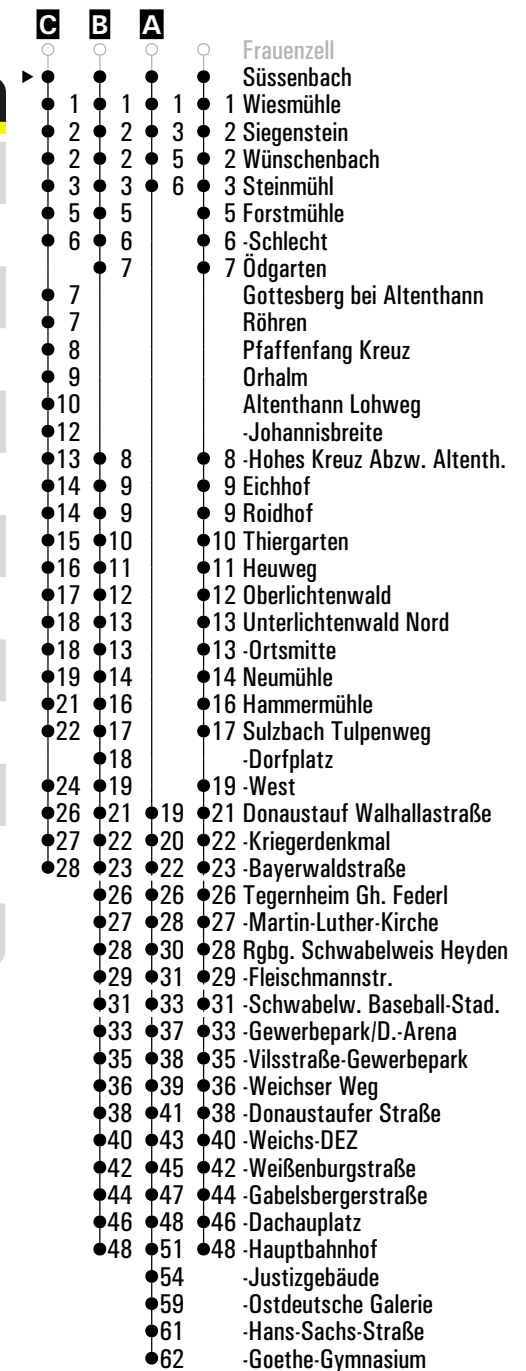 C B A
Frauenzell
Süssenbach
1 1 1 1 Wiesmühle
2 2 3 2 Siegenstein
2 2 5 2 Wünschenbach
3 3 6 3 Steinmühl
5 5 5 Forstmühle
6 6 6 -Schlecht
7 7 Ödgarten
7 Gottesberg bei Altenthann
7 Röhren
8 Pfaffenfang Kreuz
9 Orhalm
10 Altenthann Lohweg
12 -Johannisbreite
13 8 8 -Hohes Kreuz Abzw. Altenth.
14 9 9 Eichhof
14 9 9 Roidhof
15 10 10 Thiergarten
16 11 11 Heuweg
17 12 12 Oberlichtenwald
18 13 13 Unterlichtenwald Nord
18 13 13 -Ortsmitte
19 14 14 Neumühle
21 16 16 Hammermühle
22 17 17 Sulzbach Tulpenweg
18 -Dorfplatz
24 19 19 -West
26 21 19 21 Donaustauf Walhallastraße
27 22 20 22 -Kriegerdenkmal
28 23 22 23 -Bayerwaldstraße
26 26 26 Tegernheim Gh. Federl
27 28 27 -Martin-Luther-Kirche
28 30 28 Rgbg. Schwabelweis Heyden
29 31 29 -Fleischmannstr.
31 33 31 -Schwabelw. Baseball-Stad.
33 37 33 -Gewerbepark/D.-Arena
35 38 35 -Vilsstraße-Gewerbepark
36 39 36 -Weichser Weg
38 41 38 -Donaustaufer Straße
40 43 40 -Weichs-DEZ
42 45 42 -Weißenburgstraße
44 47 44 -Gabelsbergerstraße
46 48 46 -Dachauplatz
48 51 48 -Hauptbahnhof
54 -Justizgebäude
59 -Ostdeutsche Galerie
61 -Hans-Sachs-Straße
62 -Goethe-Gymnasium